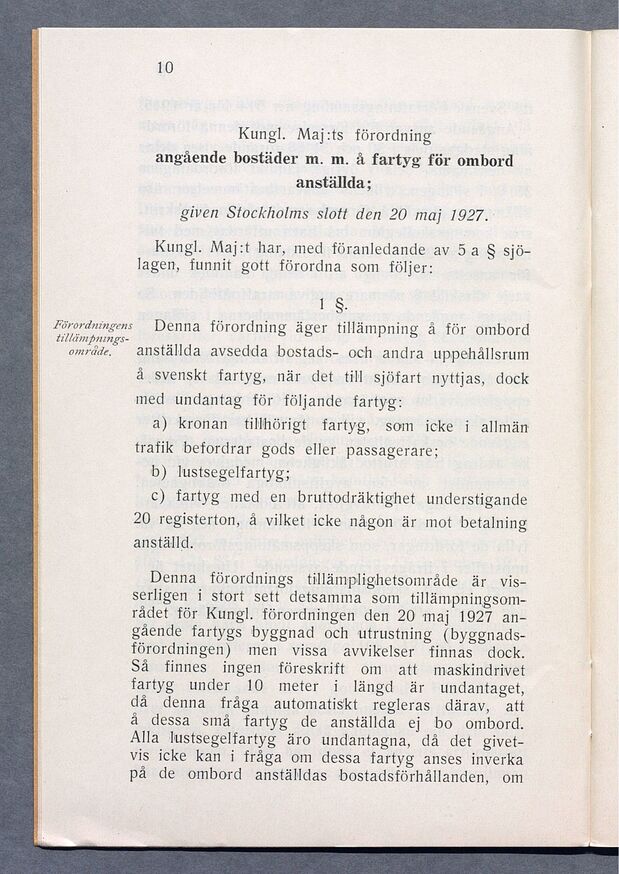 10
Kungl. Maj:ts förordning
angående bostäder m. m. å fartyg för ombord
anställda;
given Stockholms slott den 20 maj 1927.
Kungl. Maj:t har, med föranledande av 5 a § sjö-
lagen, funnit gott förordna som följer:
1 §.
Förordningens
tillämpnings-
område.
Denna förordning äger tillämpning å för ombord
anställda avsedda bostads- och andra uppehållsrum
å svenskt fartyg, när det till sjöfart nyttjas, dock
med undantag för följande fartyg:
a) kronan tillhörigt fartyg, som icke i allmän
trafik befordrar gods eller passagerare;
b) lustsegelfartyg;
c) fartyg med en bruttodräktighet understigande
20 registerton, å vilket icke någon är mot betalning
anställd.
Denna förordnings tillämplighetsområde är vis-
serligen i stort sett detsamma som tillämpningsom-
rådet för Kungl. förordningen den 20 maj 1927 an-
gående fartygs byggnad och utrustning (byggnads-
förordningen) men vissa avvikelser finnas dock.
Så finnes ingen föreskrift om att maskindrivet
fartyg under 10 meter i längd är undantaget,
då denna fråga automatiskt regleras därav, att
å dessa små fartyg de anställda ej bo ombord.
Alla lustsegelfartyg äro undantagna, då det givet-
vis icke kan i fråga om dessa fartyg anses inverka
på de ombord anställdas bostadsförhållanden, om